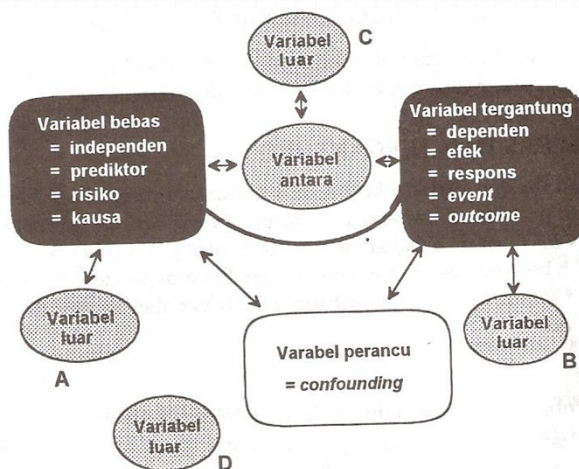 Variabel
luar
C
Variabel bebas
= independen
= prediktor
= risiko
= kausa
Variabel
antara
Variabel tergantung
= dependen
= efek
= respons
= event
= outcome
Variabel
luar
A
Varabel perancu
= confounding
Variabel
luar
B
Variabel
luar
D